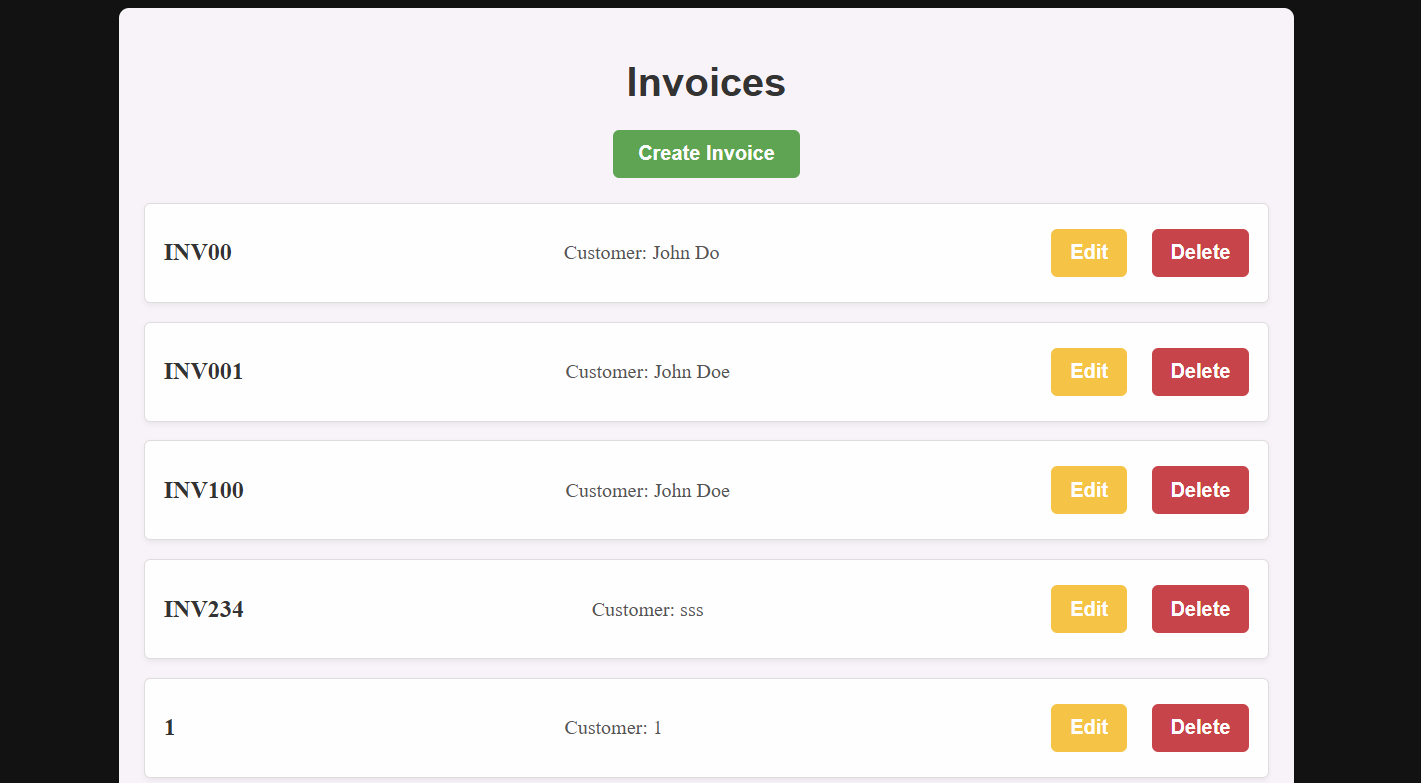 Invoices
Create Invoice
INV00 Customer: John Do Edit Delete
INV001 Customer: John Doe Edit Delete
INV100 Customer: John Doe Edit Delete
INV234 Customer: sss Edit Delete
1 Customer: 1 Edit Delete